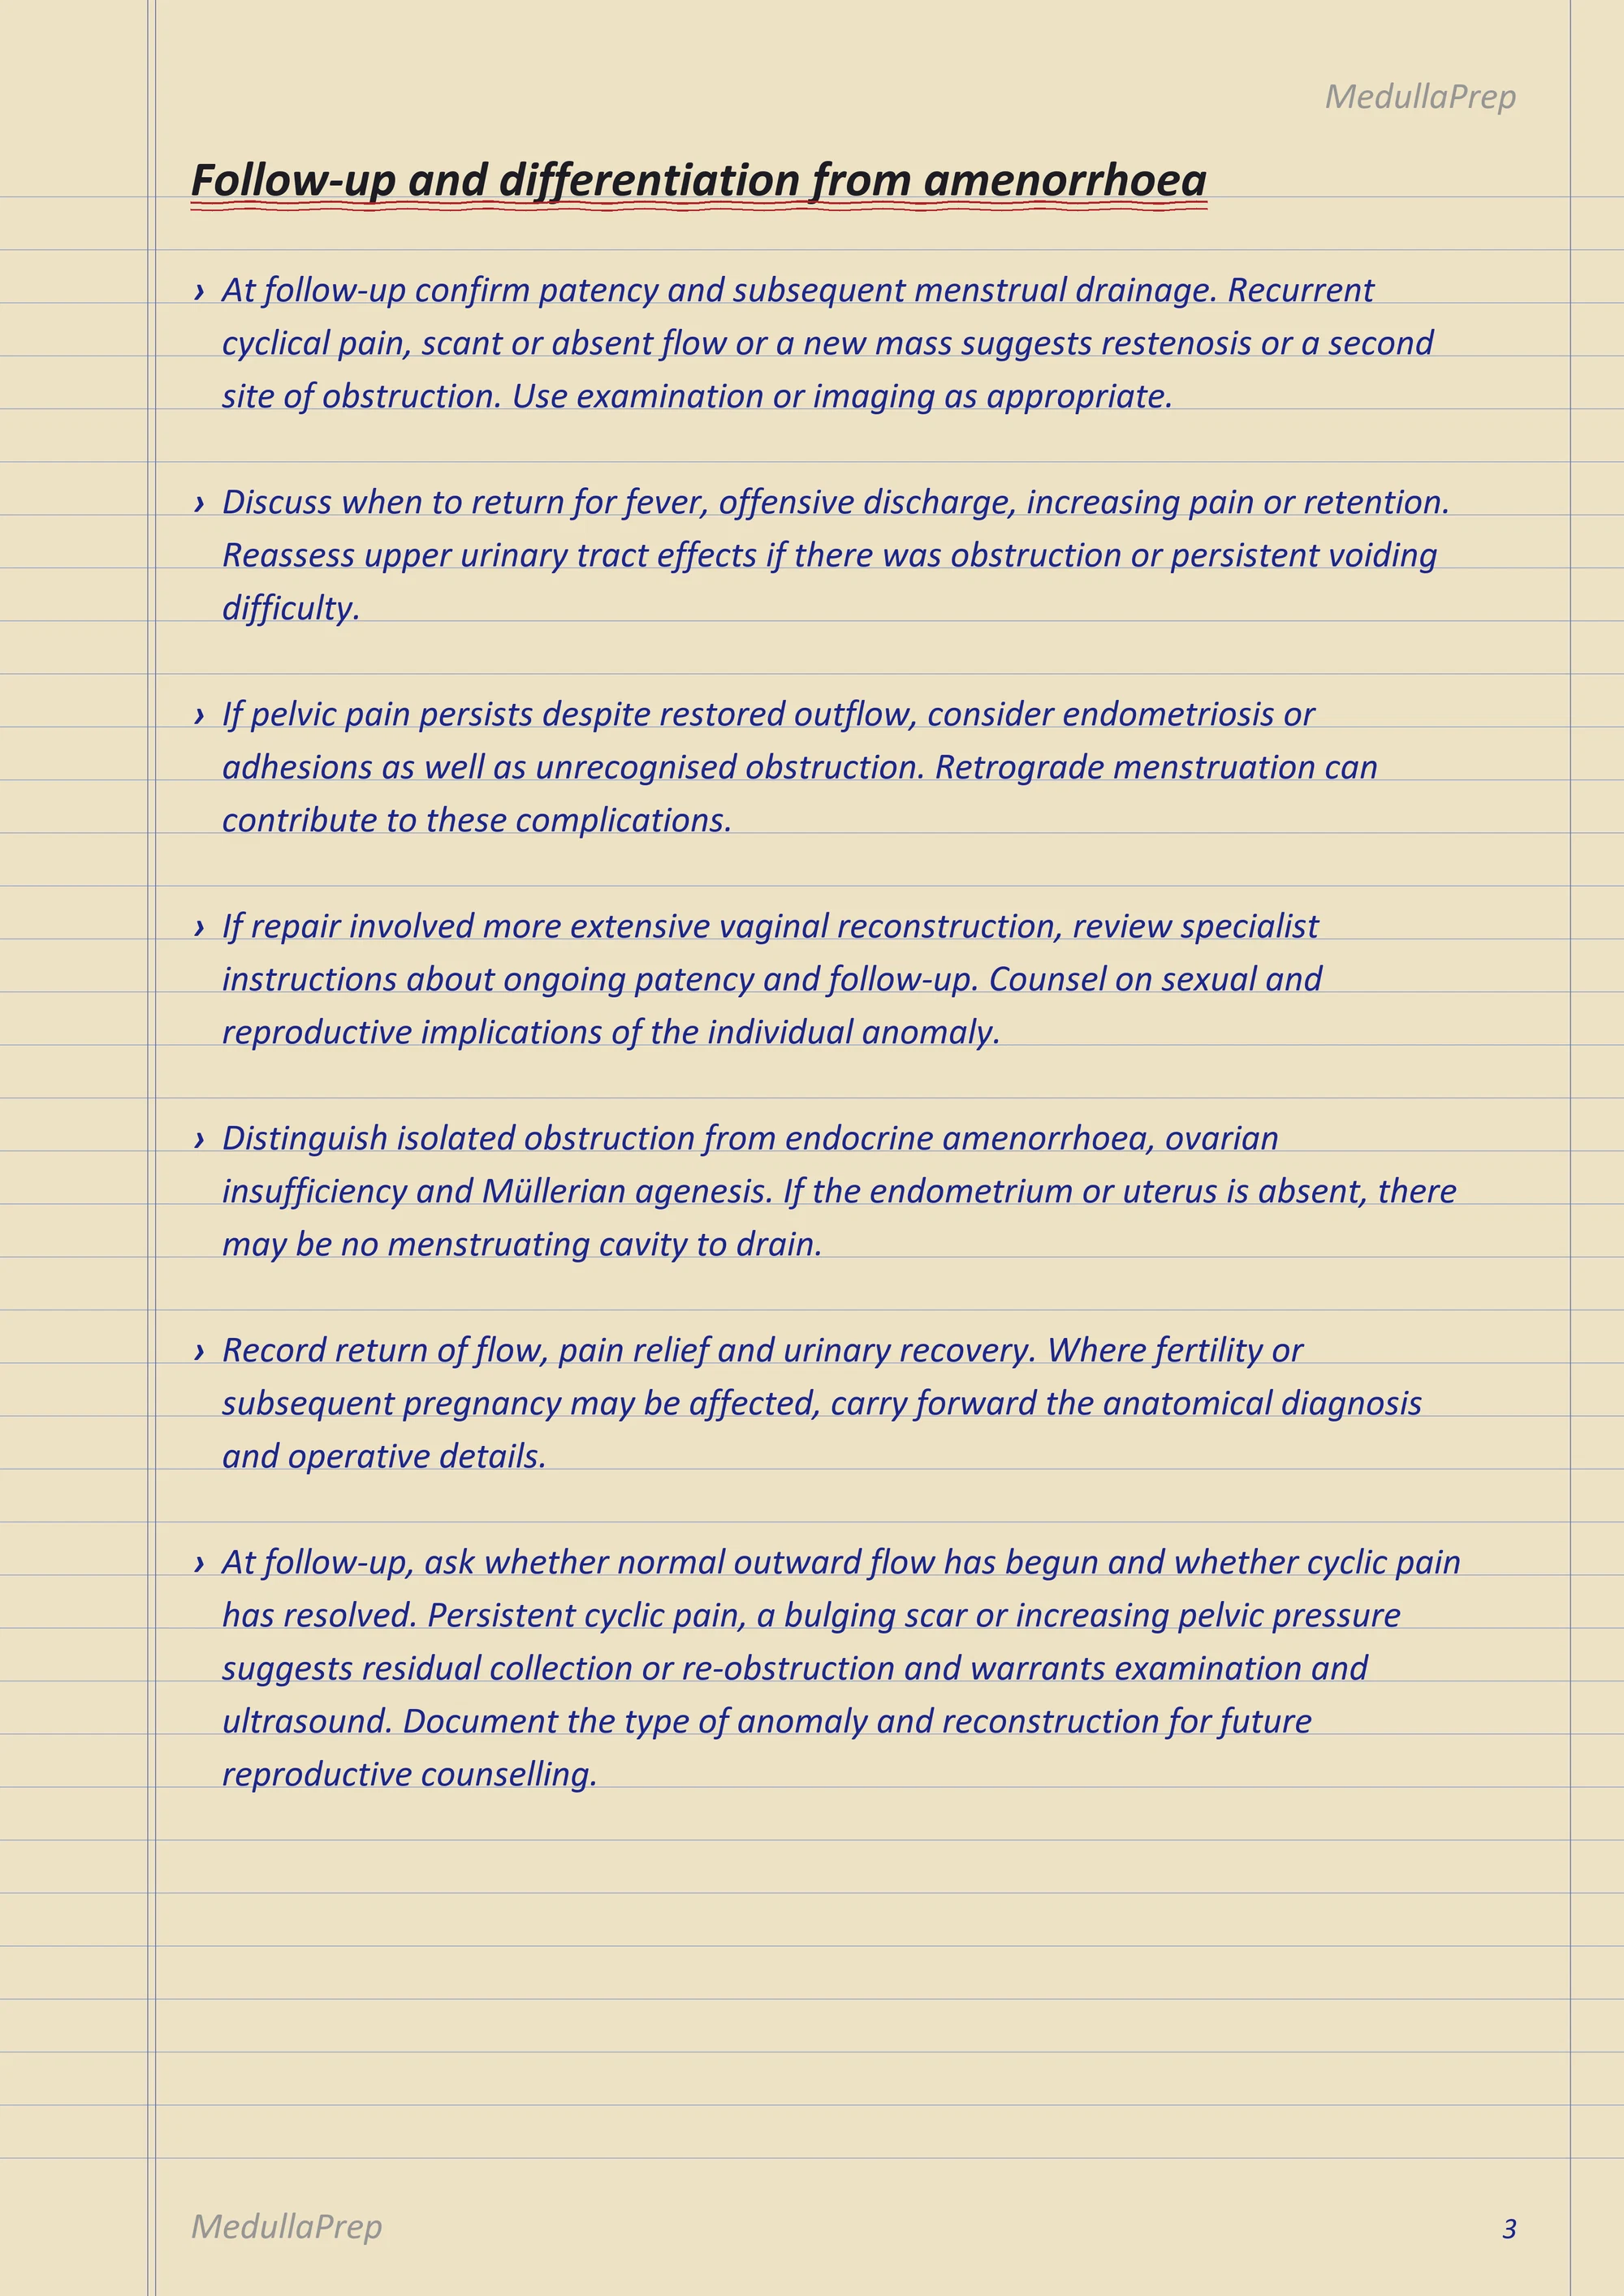 MedullaPrep
Follow-up and differentiation from amenorrhoea
› At follow-up confirm patency and subsequent menstrual drainage. Recurrent
cyclical pain, scant or absent flow or a new mass suggests restenosis or a second
site of obstruction. Use examination or imaging as appropriate.
› Discuss when to return for fever, offensive discharge, increasing pain or retention.
Reassess upper urinary tract effects if there was obstruction or persistent voiding
difficulty.
› If pelvic pain persists despite restored outflow, consider endometriosis or
adhesions as well as unrecognised obstruction. Retrograde menstruation can
contribute to these complications.
› If repair involved more extensive vaginal reconstruction, review specialist
instructions about ongoing patency and follow-up. Counsel on sexual and
reproductive implications of the individual anomaly.
› Distinguish isolated obstruction from endocrine amenorrhoea, ovarian
insufficiency and Müllerian agenesis. If the endometrium or uterus is absent, there
may be no menstruating cavity to drain.
› Record return of flow, pain relief and urinary recovery. Where fertility or
subsequent pregnancy may be affected, carry forward the anatomical diagnosis
and operative details.
› At follow-up, ask whether normal outward flow has begun and whether cyclic pain
has resolved. Persistent cyclic pain, a bulging scar or increasing pelvic pressure
suggests residual collection or re-obstruction and warrants examination and
ultrasound. Document the type of anomaly and reconstruction for future
reproductive counselling.
MedullaPrep
3